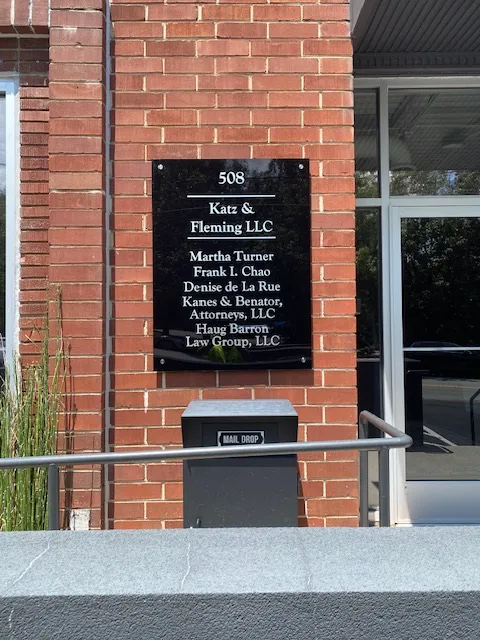 508
Katz &
Fleming LLC
Martha Turner
Frank I. Chao
Denise de La Rue
Kanes & Benator,
Attorneys, LLC
Haug Barron
Law Group, LLC
MAIL DROP